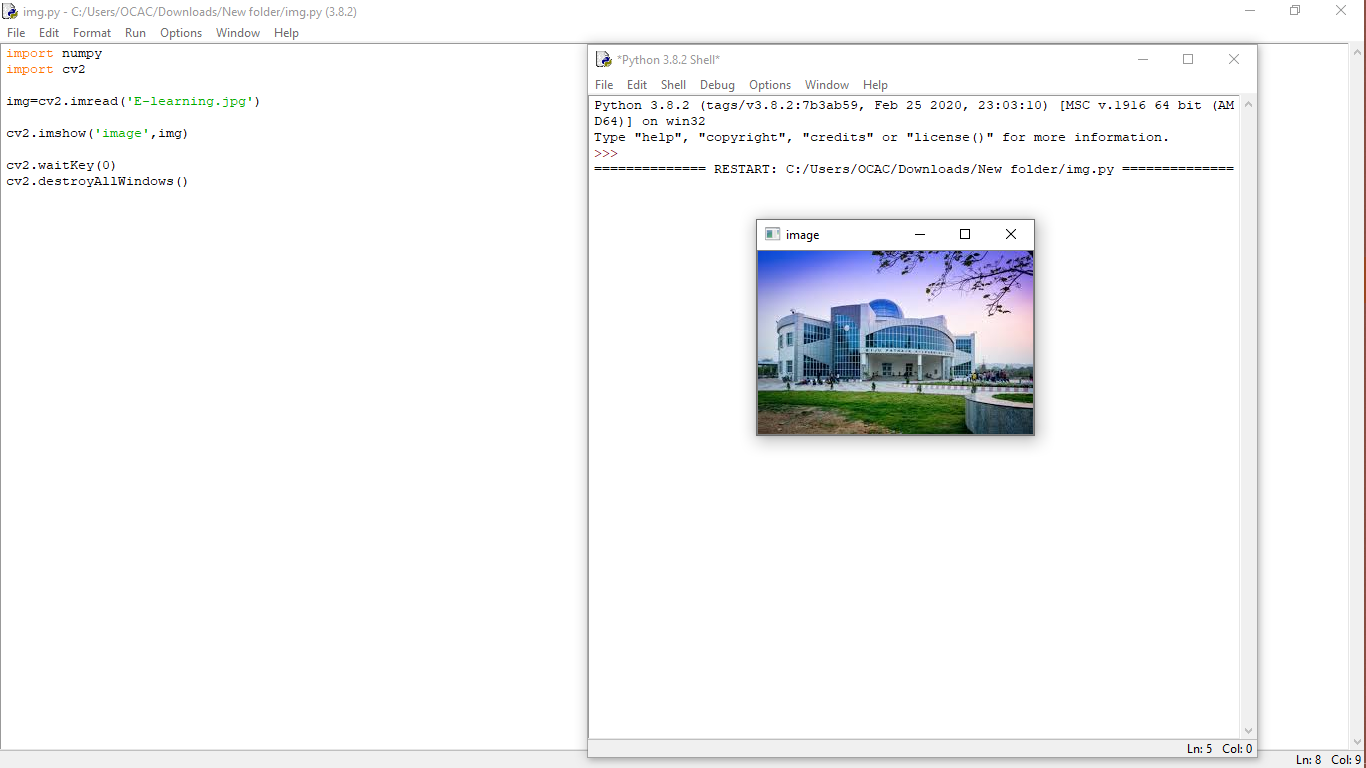 img.py - C:/Users/OCAC/Downloads/New folder/img.py (3.8.2)
File Edit Format Run Options Window Help
import numpy
import cv2
img=cv2.imread('E-learning.jpg')
cv2.imshow('image',img)
cv2.waitKey(0)
cv2.destroyAllWindows()
*Python 3.8.2 Shell*
File Edit Shell Debug Options Window Help
Python 3.8.2 (tags/v3.8.2:7b3ab59, Feb 25 2020, 23:03:10) [MSC v.1916 64 bit (AM
D64)] on win32
Type "help", "copyright", "credits" or "license()" for more information.
>>>
============== RESTART: C:/Users/OCAC/Downloads/New folder/img.py ==============
image
Ln: 5 Col: 0
Ln: 8 Col: 9